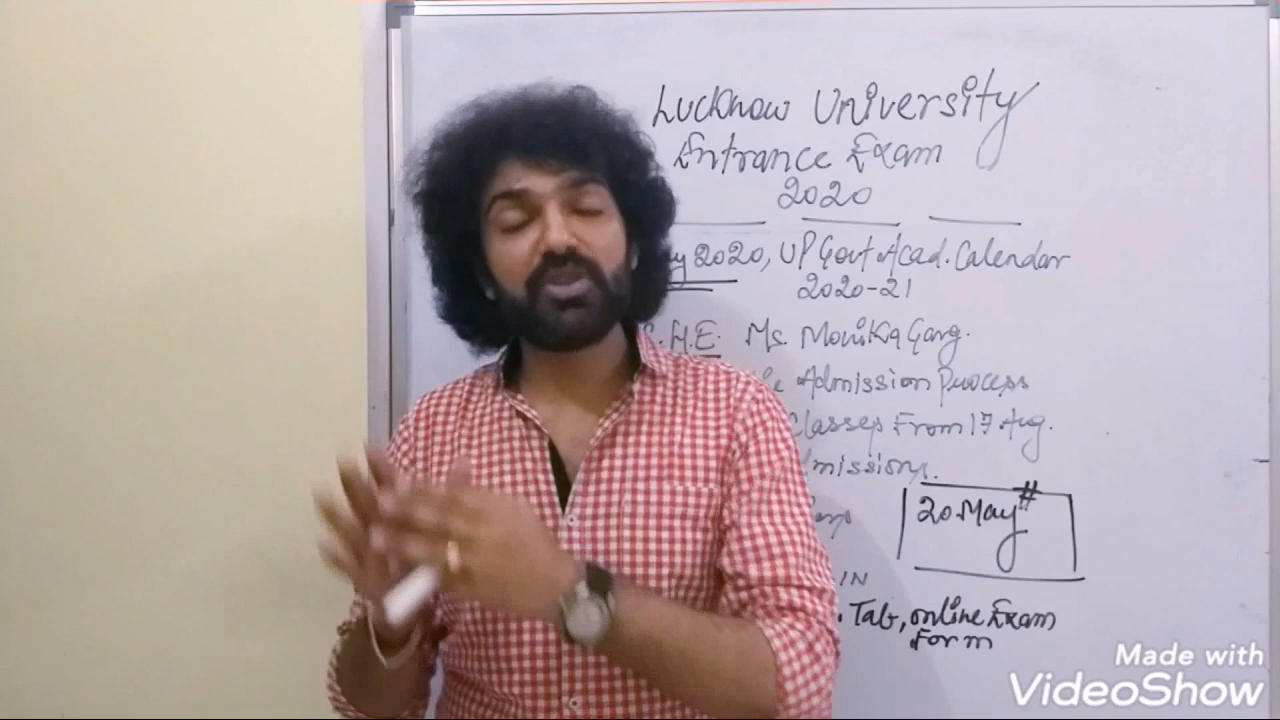 Lucknow University
Entrance Exam
2020
2020, UP Govt Acad. Calendar
2020-21
H.E. Ms. Monika Garg.
Admission Process
Classes From 17 Aug.
20 May #
IN
Tab, online Exam
Form
Made with
VideoShow